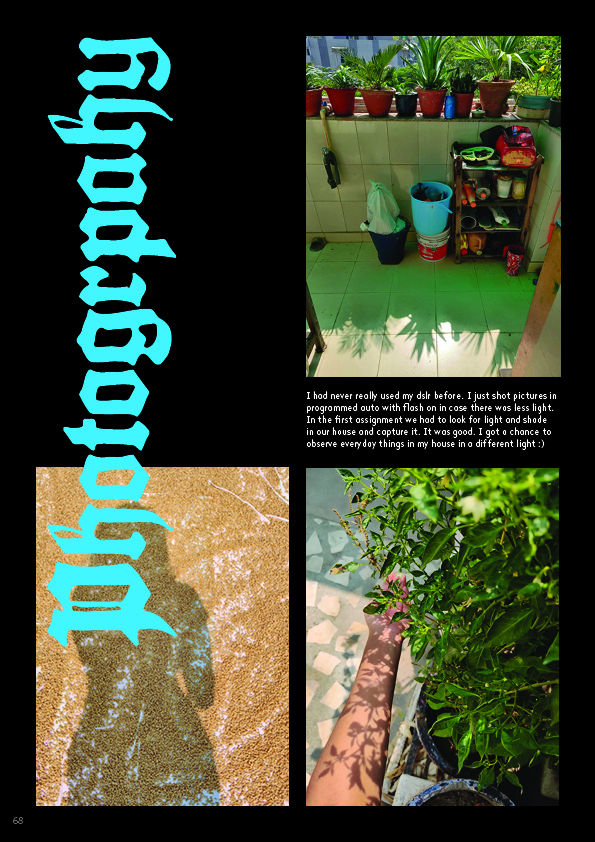 Photogrpahy
I had never really used my dslr before. I just shot pictures in
programmed auto with flash on in case there was less light.
In the first assignment we had to look for light and shade
in our house and capture it. It was good. I got a chance to
observe everyday things in my house in a different light :)
68